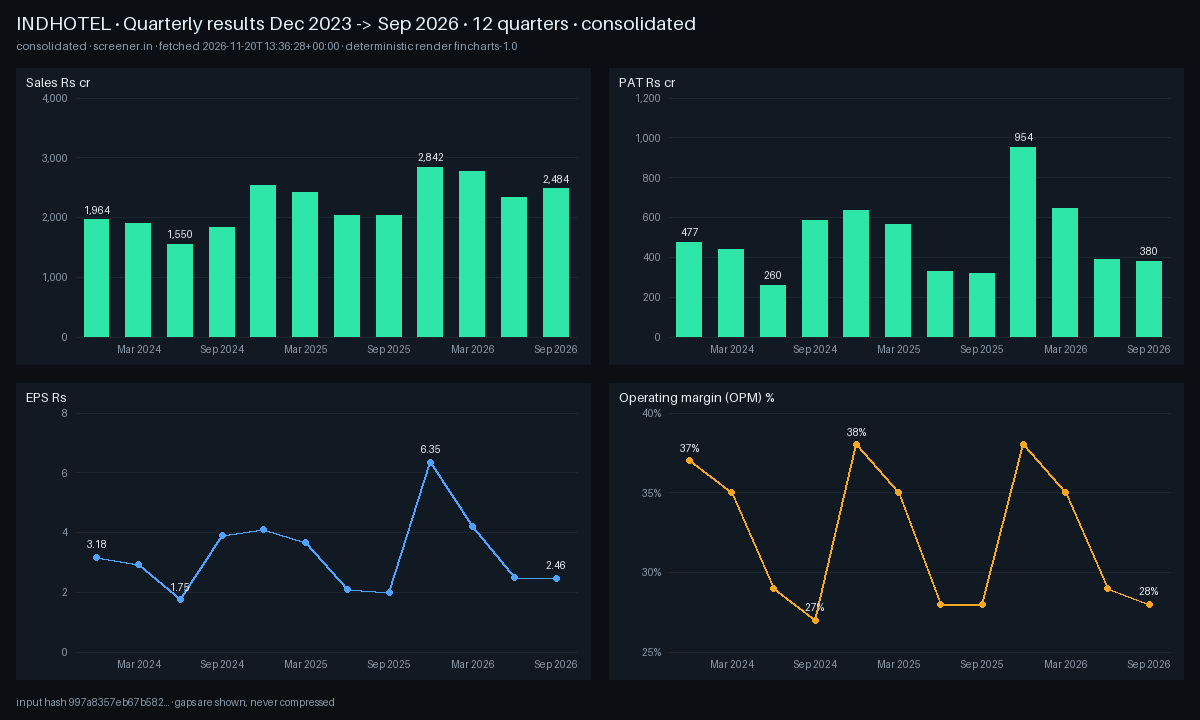 INDHOTEL · Quarterly results Dec 2023 -> Sep 2026 · 12 quarters · consolidated
consolidated · screener.in · fetched 2026-11-20T13:36:28+00:00 · deterministic render fincharts-1.0
Sales Rs cr
4,000
3,000
2,000
1,000
0
1,964
1,550
2,842
2,484
Mar 2024
Sep 2024
Mar 2025
Sep 2025
Mar 2026
Sep 2026
PAT Rs cr
1,200
1,000
800
600
400
200
0
477
260
954
380
Mar 2024
Sep 2024
Mar 2025
Sep 2025
Mar 2026
Sep 2026
EPS Rs
8
6
4
2
0
3.18
1.75
6.35
2.46
Mar 2024
Sep 2024
Mar 2025
Sep 2025
Mar 2026
Sep 2026
Operating margin (OPM) %
40%
35%
30%
25%
37%
27%
38%
28%
Mar 2024
Sep 2024
Mar 2025
Sep 2025
Mar 2026
Sep 2026
input hash 997a8357eb67b582… · gaps are shown, never compressed